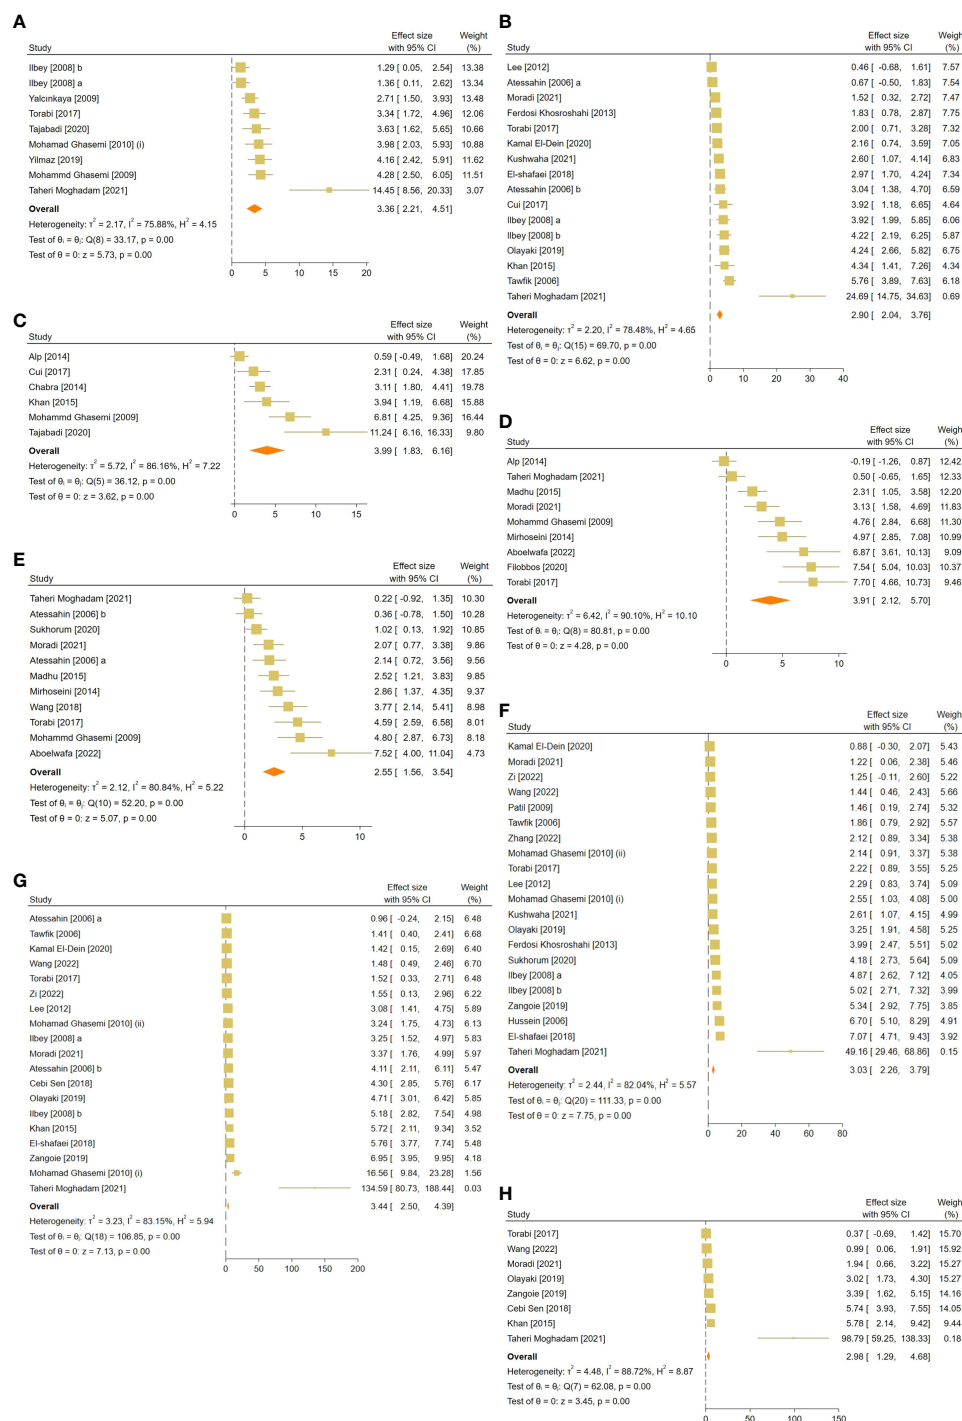 A
Effect size Weight
Study with 95% CI (%)
Ilbey [2008] b 1.29 [ 0.05, 2.54] 13.38
Ilbey [2008] a 1.36 [ 0.11, 2.62] 13.34
Yalcınkaya [2009] 2.71 [ 1.50, 3.93] 13.48
Torabi [2017] 3.34 [ 1.72, 4.96] 12.06
Tajabadi [2020] 3.63 [ 1.62, 5.65] 10.66
Mohamad Ghasemi [2010] (i) 3.98 [ 2.03, 5.93] 10.88
Yilmaz [2019] 4.16 [ 2.42, 5.91] 11.62
Mohammd Ghasemi [2009] 4.28 [ 2.50, 6.05] 11.51
Taheri Moghadam [2021] 14.45 [ 8.56, 20.33] 3.07
Overall 3.36 [ 2.21, 4.51]
Heterogeneity: τ² = 2.17, I² = 75.88%, H² = 4.15
Test of θᵢ = θⱼ: Q(8) = 33.17, p = 0.00
Test of θ = 0: z = 5.73, p = 0.00
0 5 10 15 20
B
Effect size Weight
Study with 95% CI (%)
Lee [2012] 0.46 [ -0.68, 1.61] 7.57
Atessahin [2006] a 0.67 [ -0.50, 1.83] 7.54
Moradi [2021] 1.52 [ 0.32, 2.72] 7.47
Ferdosi Khosroshahi [2013] 1.83 [ 0.78, 2.87] 7.75
Torabi [2017] 2.00 [ 0.71, 3.28] 7.32
Kamal El-Dein [2020] 2.16 [ 0.74, 3.59] 7.05
Kushwaha [2021] 2.60 [ 1.07, 4.14] 6.83
El-shafaei [2018] 2.97 [ 1.70, 4.24] 7.34
Atessahin [2006] b 3.04 [ 1.38, 4.70] 6.59
Cui [2017] 3.92 [ 1.18, 6.65] 4.64
Ilbey [2008] a 3.92 [ 1.99, 5.85] 6.06
Ilbey [2008] b 4.22 [ 2.19, 6.25] 5.87
Olayaki [2019] 4.24 [ 2.66, 5.82] 6.75
Khan [2015] 4.34 [ 1.41, 7.26] 4.34
Tawfik [2006] 5.76 [ 3.89, 7.63] 6.18
Taheri Moghadam [2021] 24.69 [ 14.75, 34.63] 0.69
Overall 2.90 [ 2.04, 3.76]
Heterogeneity: τ² = 2.20, I² = 78.48%, H² = 4.65
Test of θᵢ = θⱼ: Q(15) = 69.70, p = 0.00
Test of θ = 0: z = 6.62, p = 0.00
0 10 20 30 40
C
Effect size Weight
Study with 95% CI (%)
Alp [2014] 0.59 [ -0.49, 1.68] 20.24
Cui [2017] 2.31 [ 0.24, 4.38] 17.85
Chabra [2014] 3.11 [ 1.80, 4.41] 19.78
Khan [2015] 3.94 [ 1.19, 6.68] 15.88
Mohammd Ghasemi [2009] 6.81 [ 4.25, 9.36] 16.44
Tajabadi [2020] 11.24 [ 6.16, 16.33] 9.80
Overall 3.99 [ 1.83, 6.16]
Heterogeneity: τ² = 5.72, I² = 86.16%, H² = 7.22
Test of θᵢ = θⱼ: Q(5) = 36.12, p = 0.00
Test of θ = 0: z = 3.62, p = 0.00
0 5 10 15
D
Effect size Weight
Study with 95% CI (%)
Alp [2014] -0.19 [ -1.26, 0.87] 12.42
Taheri Moghadam [2021] 0.50 [ -0.65, 1.65] 12.33
Madhu [2015] 2.31 [ 1.05, 3.58] 12.20
Moradi [2021] 3.13 [ 1.58, 4.69] 11.83
Mohammd Ghasemi [2009] 4.76 [ 2.84, 6.68] 11.30
Mirhoseini [2014] 4.97 [ 2.85, 7.08] 10.99
Aboelwafa [2022] 6.87 [ 3.61, 10.13] 9.09
Filobbos [2020] 7.54 [ 5.04, 10.03] 10.37
Torabi [2017] 7.70 [ 4.66, 10.73] 9.46
Overall 3.91 [ 2.12, 5.70]
Heterogeneity: τ² = 6.42, I² = 90.10%, H² = 10.10
Test of θᵢ = θⱼ: Q(8) = 80.81, p = 0.00
Test of θ = 0: z = 4.28, p = 0.00
0 5 10
E
Effect size Weight
Study with 95% CI (%)
Taheri Moghadam [2021] 0.22 [ -0.92, 1.35] 10.30
Atessahin [2006] b 0.36 [ -0.78, 1.50] 10.28
Sukhorum [2020] 1.02 [ 0.13, 1.92] 10.85
Moradi [2021] 2.07 [ 0.77, 3.38] 9.86
Atessahin [2006] a 2.14 [ 0.72, 3.56] 9.56
Madhu [2015] 2.52 [ 1.21, 3.83] 9.85
Mirhoseini [2014] 2.86 [ 1.37, 4.35] 9.37
Wang [2018] 3.77 [ 2.14, 5.41] 8.98
Torabi [2017] 4.59 [ 2.59, 6.58] 8.01
Mohammd Ghasemi [2009] 4.80 [ 2.87, 6.73] 8.18
Aboelwafa [2022] 7.52 [ 4.00, 11.04] 4.73
Overall 2.55 [ 1.56, 3.54]
Heterogeneity: τ² = 2.12, I² = 80.84%, H² = 5.22
Test of θᵢ = θⱼ: Q(10) = 52.20, p = 0.00
Test of θ = 0: z = 5.07, p = 0.00
0 5 10
F
Effect size Weight
Study with 95% CI (%)
Kamal El-Dein [2020] 0.88 [ -0.30, 2.07] 5.43
Moradi [2021] 1.22 [ 0.06, 2.38] 5.46
Zi [2022] 1.25 [ -0.11, 2.60] 5.22
Wang [2022] 1.44 [ 0.46, 2.43] 5.66
Patil [2009] 1.46 [ 0.19, 2.74] 5.32
Tawfik [2006] 1.86 [ 0.79, 2.92] 5.57
Zhang [2022] 2.12 [ 0.89, 3.34] 5.38
Mohamad Ghasemi [2010] (ii) 2.14 [ 0.91, 3.37] 5.38
Torabi [2017] 2.22 [ 0.89, 3.55] 5.25
Lee [2012] 2.29 [ 0.83, 3.74] 5.09
Mohamad Ghasemi [2010] (i) 2.55 [ 1.03, 4.08] 5.00
Kushwaha [2021] 2.61 [ 1.07, 4.15] 4.99
Olayaki [2019] 3.25 [ 1.91, 4.58] 5.25
Ferdosi Khosroshahi [2013] 3.99 [ 2.47, 5.51] 5.02
Sukhorum [2020] 4.18 [ 2.73, 5.64] 5.09
Ilbey [2008] a 4.87 [ 2.62, 7.12] 4.05
Ilbey [2008] b 5.02 [ 2.71, 7.32] 3.99
Zangoie [2019] 5.34 [ 2.92, 7.75] 3.85
Hussein [2006] 6.70 [ 5.10, 8.29] 4.91
El-shafaei [2018] 7.07 [ 4.71, 9.43] 3.92
Taheri Moghadam [2021] 49.16 [ 29.46, 68.86] 0.15
Overall 3.03 [ 2.26, 3.79]
Heterogeneity: τ² = 2.44, I² = 82.04%, H² = 5.57
Test of θᵢ = θⱼ: Q(20) = 111.33, p = 0.00
Test of θ = 0: z = 7.75, p = 0.00
0 20 40 60 80
G
Effect size Weight
Study with 95% CI (%)
Atessahin [2006] a 0.96 [ -0.24, 2.15] 6.48
Tawfik [2006] 1.41 [ 0.40, 2.41] 6.68
Kamal El-Dein [2020] 1.42 [ 0.15, 2.69] 6.40
Wang [2022] 1.48 [ 0.49, 2.46] 6.70
Torabi [2017] 1.52 [ 0.33, 2.71] 6.48
Zi [2022] 1.55 [ 0.13, 2.96] 6.22
Lee [2012] 3.08 [ 1.41, 4.75] 5.89
Mohamad Ghasemi [2010] (ii) 3.24 [ 1.75, 4.73] 6.13
Ilbey [2008] a 3.25 [ 1.52, 4.97] 5.83
Moradi [2021] 3.37 [ 1.76, 4.99] 5.97
Atessahin [2006] b 4.11 [ 2.11, 6.11] 5.47
Cebi Sen [2018] 4.30 [ 2.85, 5.76] 6.17
Olayaki [2019] 4.71 [ 3.01, 6.42] 5.85
Ilbey [2008] b 5.18 [ 2.82, 7.54] 4.98
Khan [2015] 5.72 [ 2.11, 9.34] 3.52
El-shafaei [2018] 5.76 [ 3.77, 7.74] 5.48
Zangoie [2019] 6.95 [ 3.95, 9.95] 4.18
Mohamad Ghasemi [2010] (i) 16.56 [ 9.84, 23.28] 1.56
Taheri Moghadam [2021] 134.59 [ 80.73, 188.44] 0.03
Overall 3.44 [ 2.50, 4.39]
Heterogeneity: τ² = 3.23, I² = 83.15%, H² = 5.94
Test of θᵢ = θⱼ: Q(18) = 106.85, p = 0.00
Test of θ = 0: z = 7.13, p = 0.00
0 50 100 150 200
H
Effect size Weight
Study with 95% CI (%)
Torabi [2017] 0.37 [ -0.69, 1.42] 15.70
Wang [2022] 0.99 [ 0.06, 1.91] 15.92
Moradi [2021] 1.94 [ 0.66, 3.22] 15.27
Olayaki [2019] 3.02 [ 1.73, 4.30] 15.27
Zangoie [2019] 3.39 [ 1.62, 5.15] 14.16
Cebi Sen [2018] 5.74 [ 3.93, 7.55] 14.05
Khan [2015] 5.78 [ 2.14, 9.42] 9.44
Taheri Moghadam [2021] 98.79 [ 59.25, 138.33] 0.18
Overall 2.98 [ 1.29, 4.68]
Heterogeneity: τ² = 4.48, I² = 88.72%, H² = 8.87
Test of θᵢ = θⱼ: Q(7) = 62.08, p = 0.00
Test of θ = 0: z = 3.45, p = 0.00
0 50 100 150